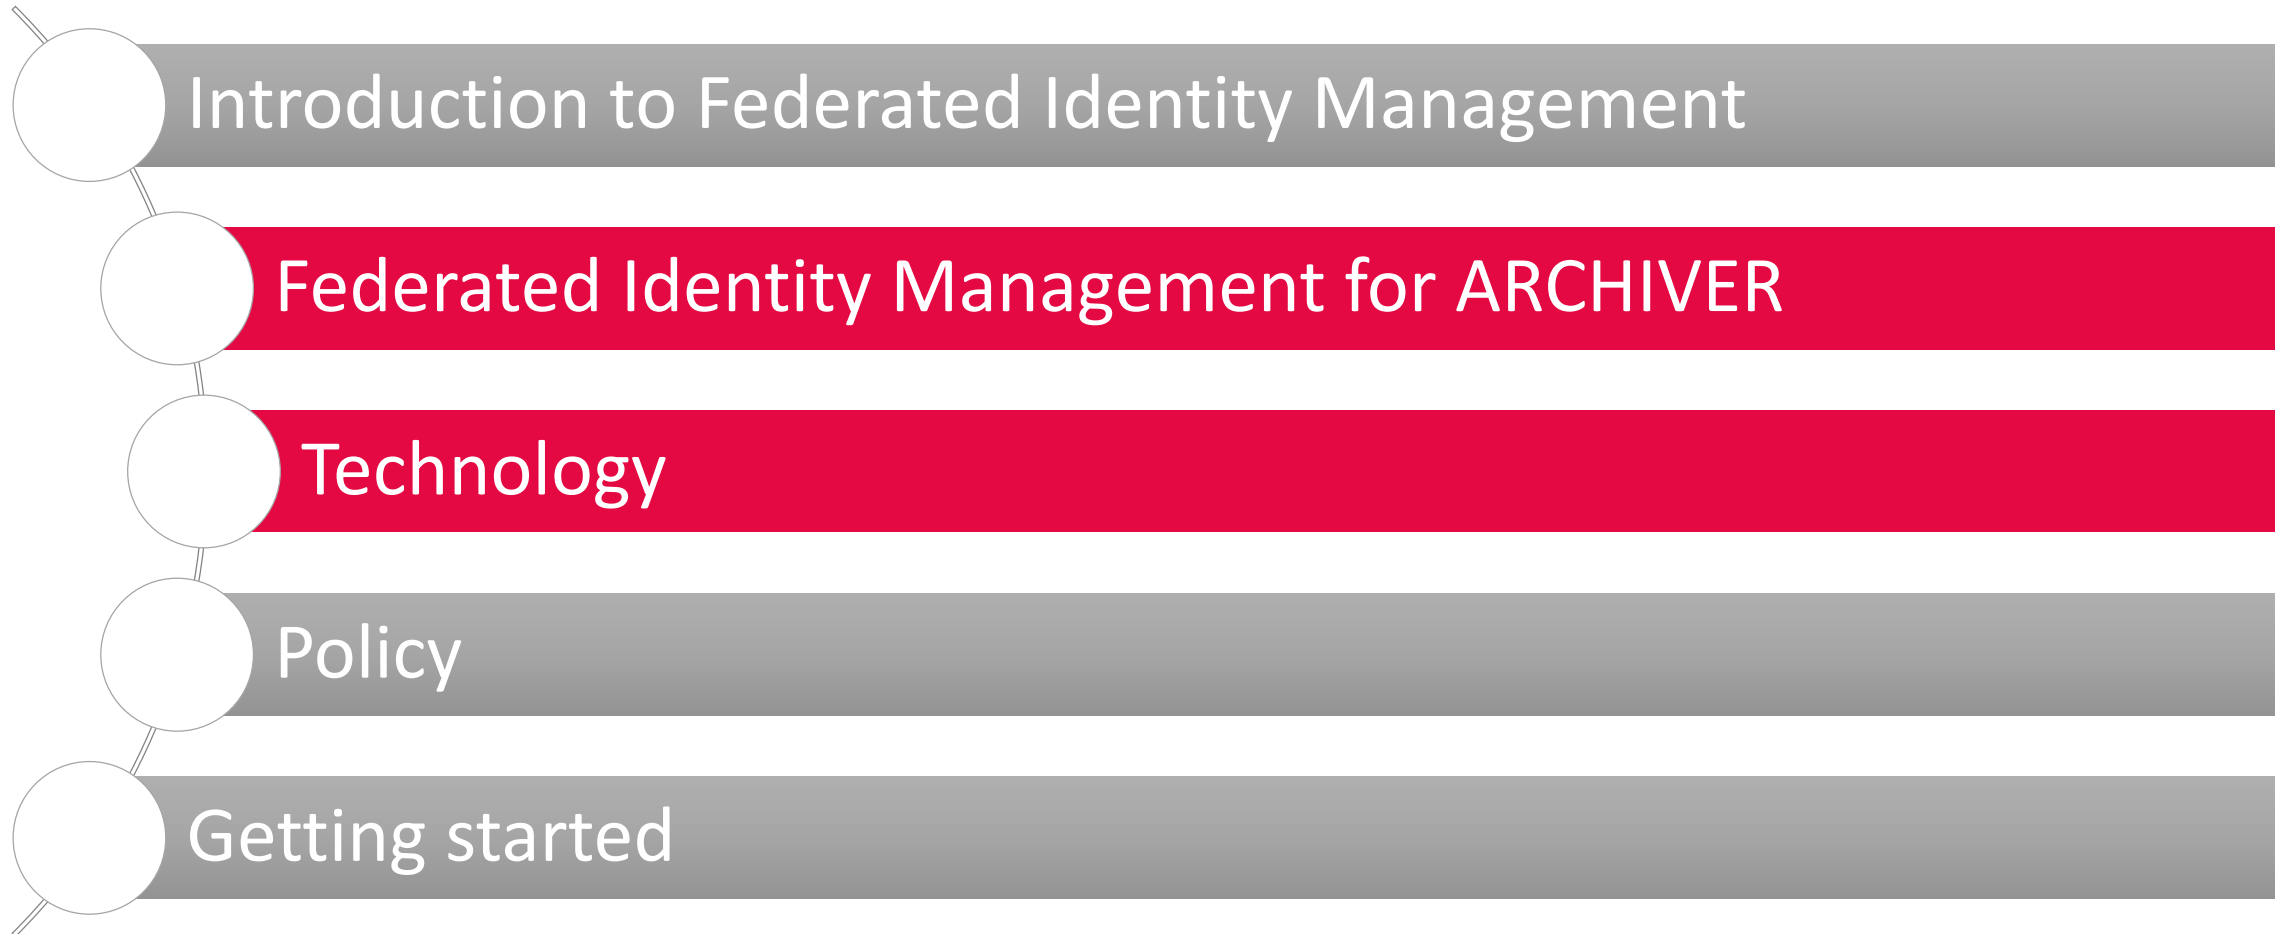 Introduction to Federated Identity Management
Federated Identity Management for ARCHIVER
Technology
Policy
Getting started